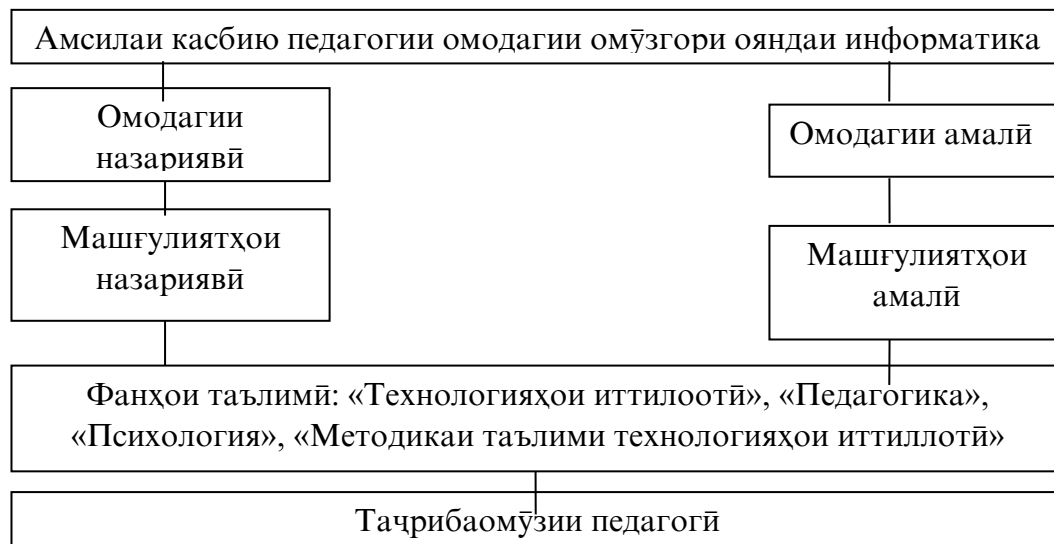 Амсилаи касбию педагогии омодагии омӯзгори ояндаи информатика
Омодагии
назариявӣ
Омодагии амалӣ
Машғулиятҳои
назариявӣ
Машғулиятҳои
амалӣ
Фанҳои таълимӣ: «Технологияҳои иттилоотӣ», «Педагогика»,
«Психология», «Методикаи таълими технологияҳои иттиллотӣ»
Таҷрибаомӯзии педагогӣ